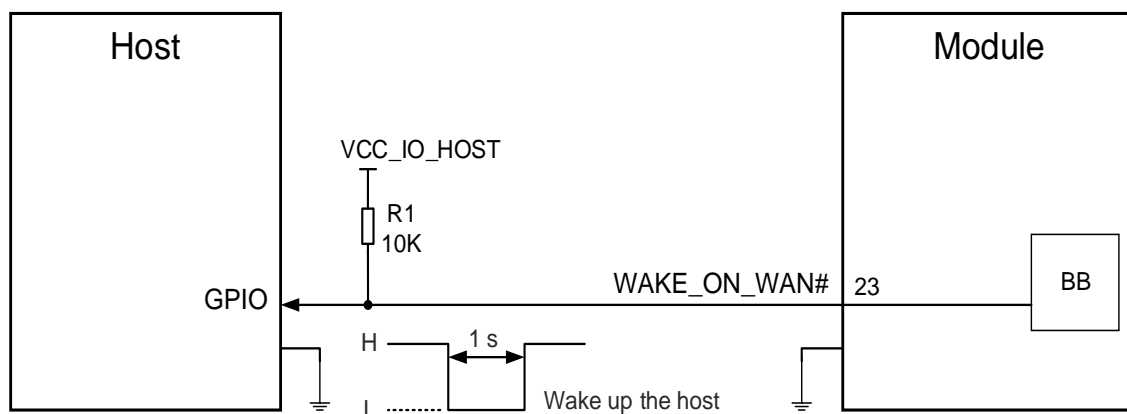 Host
Module
VCC_IO_HOST
R1
10K
GPIO
WAKE_ON_WAN#
23
BB
H
1 s
L
Wake up the host